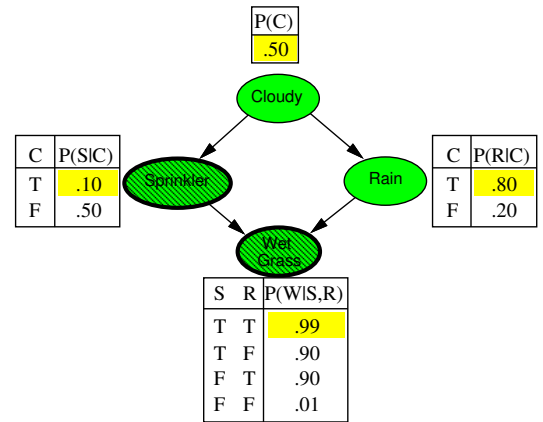 P(C)
.50
Cloudy
C P(S|C)
T .10
F .50
Sprinkler
Rain
C P(R|C)
T .80
F .20
Wet
Grass
S R P(W|S,R)
T T .99
T F .90
F T .90
F F .01